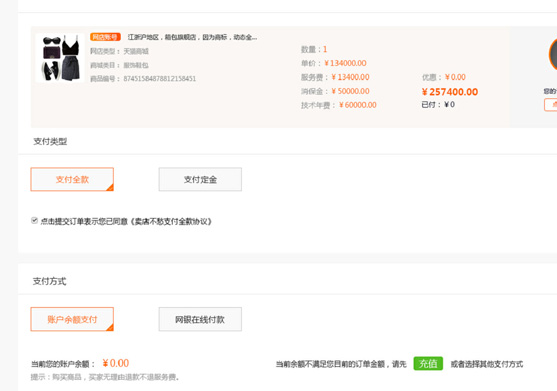 网店账号 江浙沪地区，箱包旗舰店，因为商标，动态全...
网店类型： 天猫商城
商城类目： 服饰鞋包
商品编号： 87451584878812158451
数量：1
单价：￥134000.00
服务费：￥13400.00
消保金：￥50000.00
技术年费：￥60000.00
优惠：￥0.00
￥257400.00
已付：￥0
您的
支付类型
支付全款
支付定金
点击提交订单表示您已同意《卖店不愁支付全款协议》
支付方式
账户余额支付
网银在线付款
当前您的账户余额： ￥0.00
当前余额不满足您目前的订单金额，请先 充值 或者选择其他支付方式
提示：购买商品，买家无理由退款不退服务费。